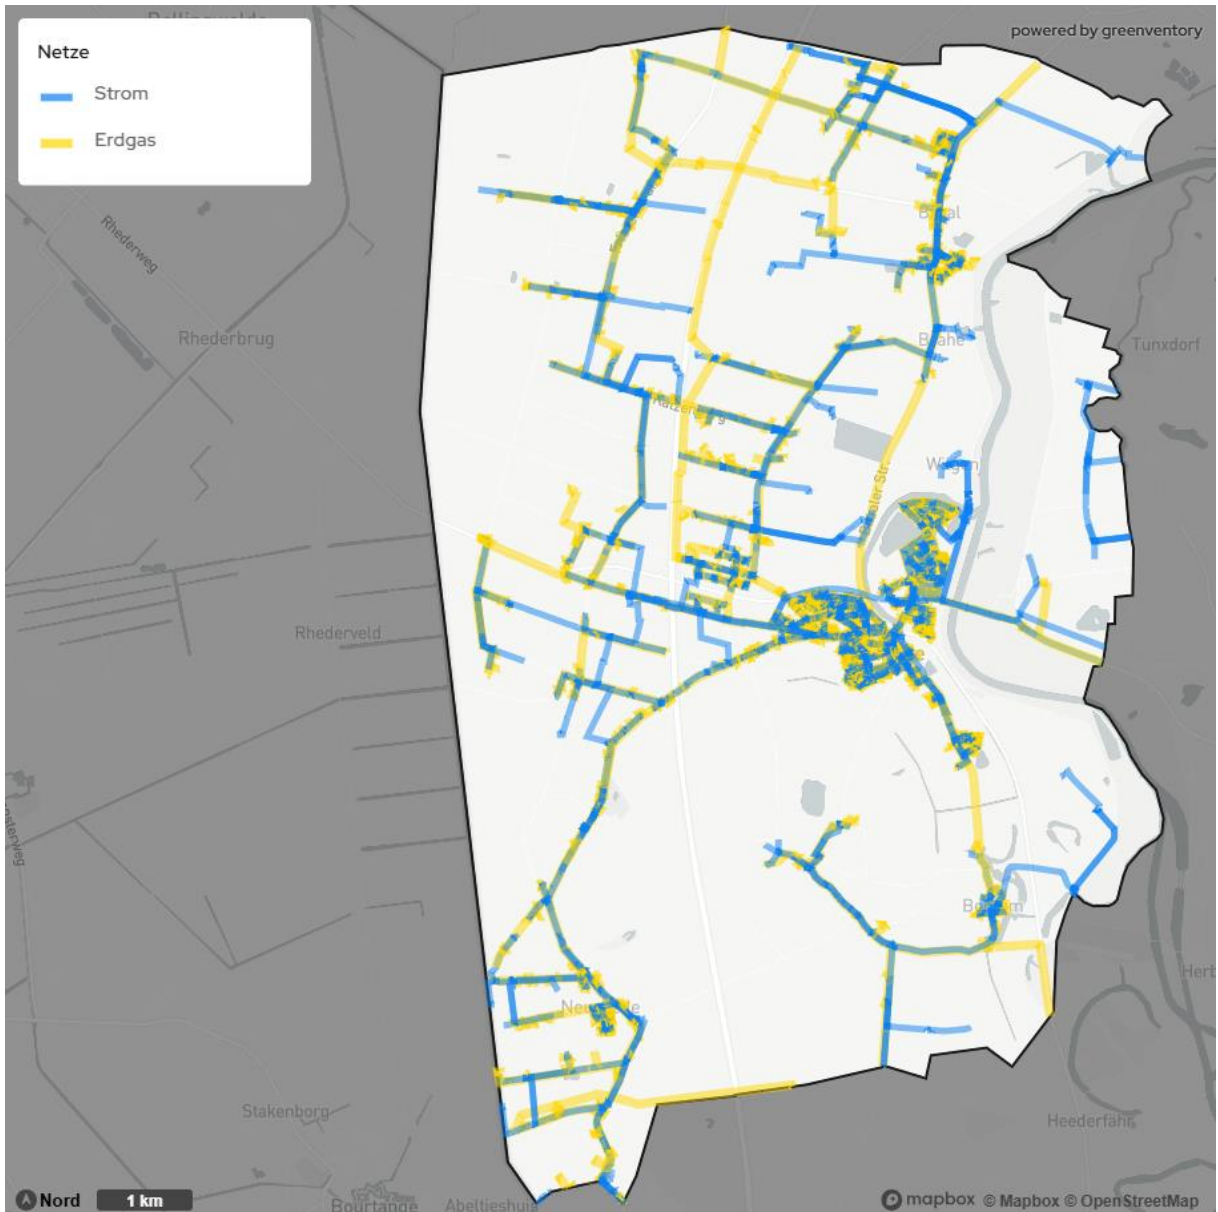 Netze
Strom
Erdgas
powered by greenventory
Rhederweg
Rhederbrug
Tunxdorf
Rhederveld
Stakenborg
Bourtange
Abeltjeshuis
Heederfähr
Nord
1 km
mapbox © Mapbox © OpenStreetMap